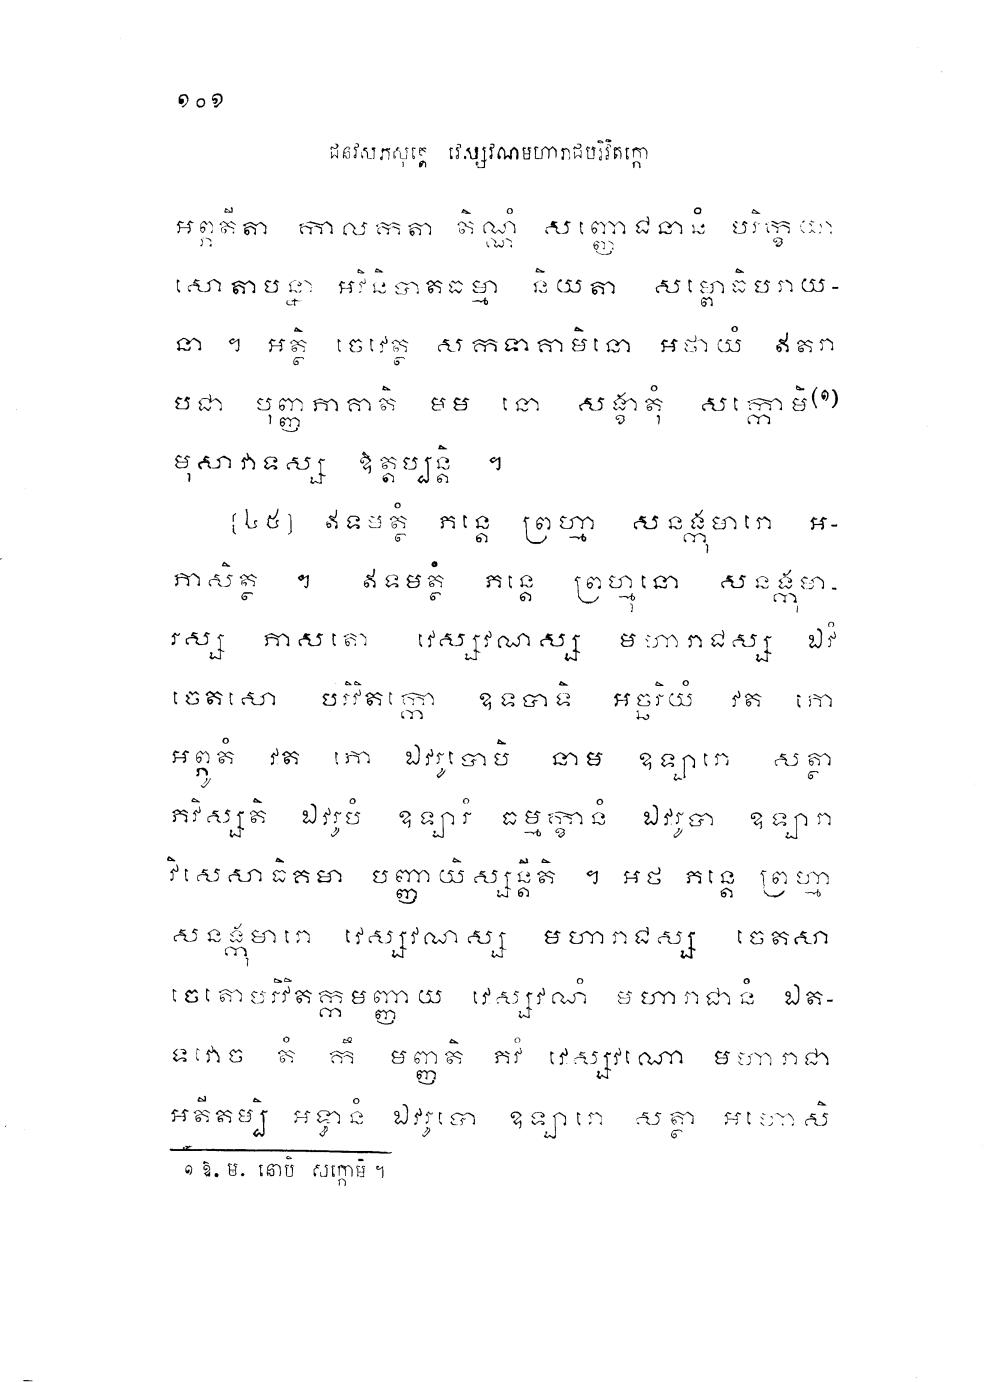 ១០១
ជនវសភសុត្តេ វេស្សវណមហារាជបរិវិតក្កោ
អព្ភតីតា កាលកតា តិណ្ណំ សញ្ញោជនានំ បរិក្ខយា
សោតាបន្នា អវិនិបាតធម្មា និយតា សម្ពោធិបរាយ-
នា ។ អត្ថិ ចេវេត្ថ សកទាគាមិនោ អថាយំ ឥតរា
បជា បុញ្ញភាគាតិ មម នោ សង្ខាតុំ សក្កោមិ(១)
មុសាវាទស្ស ឱត្តប្បន្តិ ។
[៤៥] ឥទមត្ថំ ភន្តេ ព្រហ្មា សនង្កុមារោ អ-
ភាសិត្ថ ។ ឥទមត្ថំ ភន្តេ ព្រហ្មុនោ សនង្កុមា-
រស្ស ភាសតោ វេស្សវណស្ស មហារាជស្ស ឯវំ
ចេតសោ បរិវិតក្កោ ឧទបាទិ អច្ឆរិយំ វត ភោ
អព្ភូតំ វត ភោ ឯវរូបោបិ នាម ឧឡារោ សត្ថា
ភវិស្សតិ ឯវរូបំ ឧឡារំ ធម្មក្ខានំ ឯវរូបា ឧឡារា
វិសេសាធិគមា បញ្ញាយិស្សន្តីតិ ។ អថ ភន្តេ ព្រហ្មា
សនង្កុមារោ វេស្សវណស្ស មហារាជស្ស ចេតសា
ចេតោបរិវិតក្កមញ្ញាយ វេស្សវណំ មហារាជានំ ឯត-
ទវោច តំ កឹ មញ្ញតិ ភវំ វេស្សវណោ មហារាជា
អតីតម្បិ អទ្ធានំ ឯវរូបោ ឧឡារោ សត្ថា អហោសិ
១ ឱ. ម. នោបិ សក្កោមិ ។